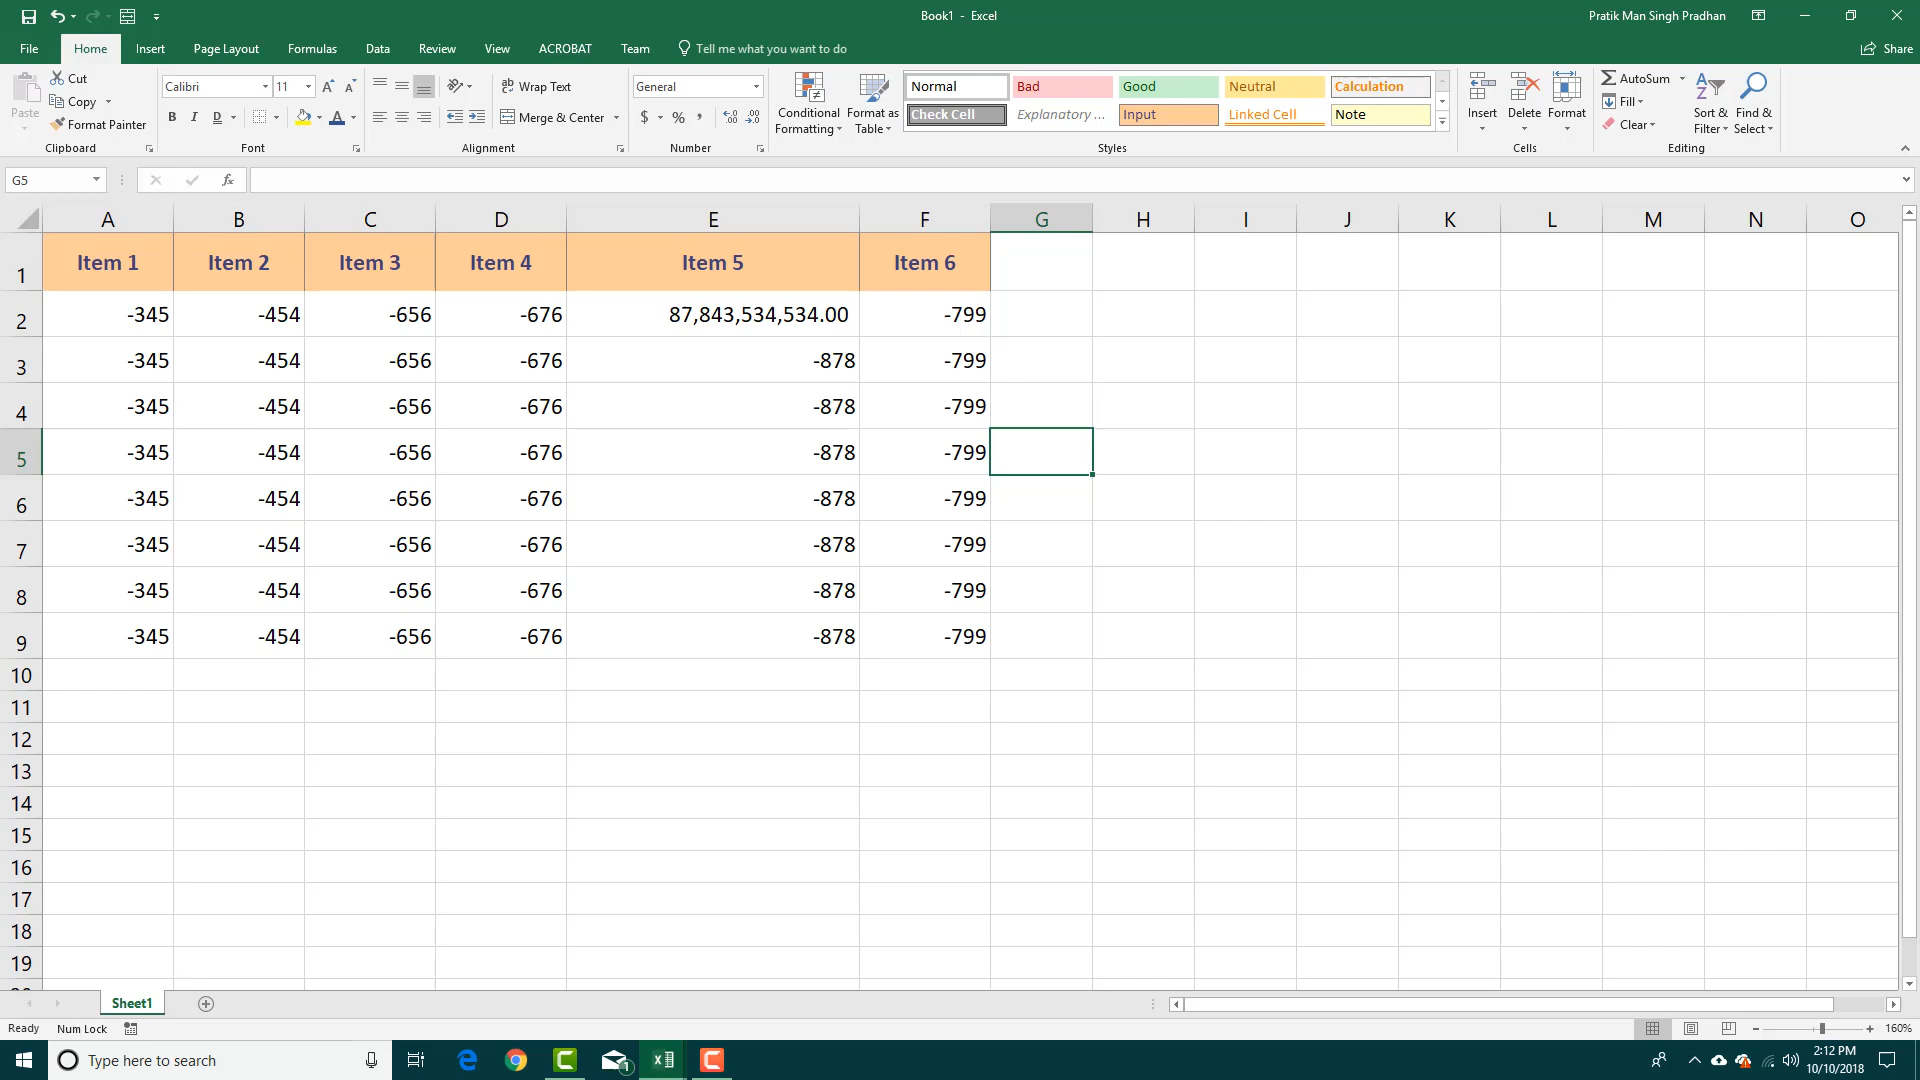 Book1 - Excel
Pratik Man Singh Pradhan
File Home Insert Page Layout Formulas Data Review View ACROBAT Team Tell me what you want to do Share
Paste
Cut
Copy
Format Painter
Clipboard
Calibri 11
B I U
Font
Wrap Text
Merge & Center
Alignment
General
$ % ,
Number
Conditional Formatting
Format as Table
Normal Bad Good Neutral Calculation
Check Cell Explanatory ... Input Linked Cell Note
Styles
Insert Delete Format
Cells
AutoSum
Fill
Clear
Sort & Filter
Find & Select
Editing
G5 fx
A B C D E F G H I J K L M N O
1 Item 1 Item 2 Item 3 Item 4 Item 5 Item 6
2 -345 -454 -656 -676 87,843,534,534.00 -799
3 -345 -454 -656 -676 -878 -799
4 -345 -454 -656 -676 -878 -799
5 -345 -454 -656 -676 -878 -799
6 -345 -454 -656 -676 -878 -799
7 -345 -454 -656 -676 -878 -799
8 -345 -454 -656 -676 -878 -799
9 -345 -454 -656 -676 -878 -799
10
11
12
13
14
15
16
17
18
19
Sheet1
Ready Num Lock 160%
Type here to search
2:12 PM
10/10/2018